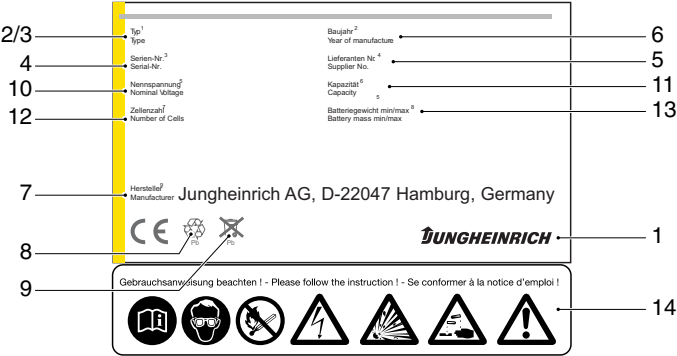 2/3
Typ1
Type
Baujahr2
Year of manufacture
6
4
Serien-Nr.3
Serial-Nr.
Lieferanten Nr.4
Supplier No.
5
10
Nennspannung5
Nominal Voltage
Kapazität6
Capacity
5
11
12
Zellenzahl7
Number of Cells
Batteriegewicht min/max8
Battery mass min/max
13
7
Hersteller9
Manufacturer
Jungheinrich AG, D-22047 Hamburg, Germany
CE
Pb
Pb
JUNGHEINRICH
1
8
9
Gebrauchsanweisung beachten ! - Please follow the instruction ! - Se conformer à la notice d'emploi !
14